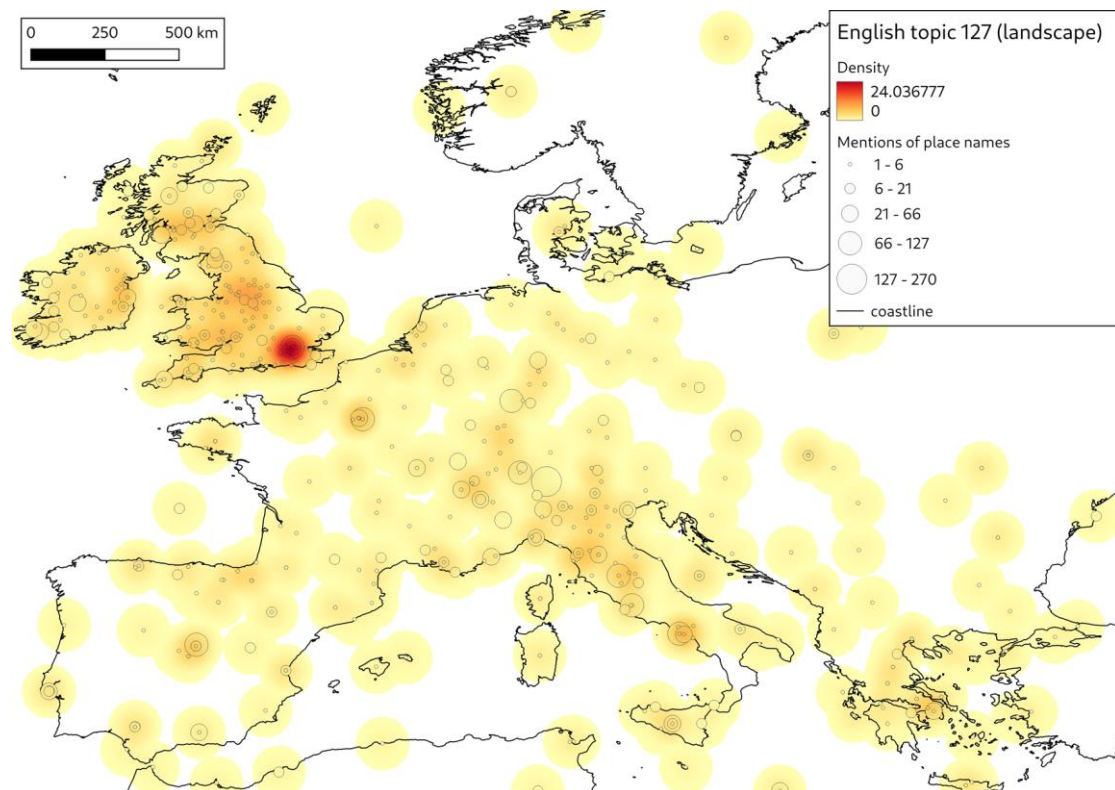 0 250 500 km
English topic 127 (landscape)
Density
24.036777
0
Mentions of place names
1 - 6
6 - 21
21 - 66
66 - 127
127 - 270
coastline